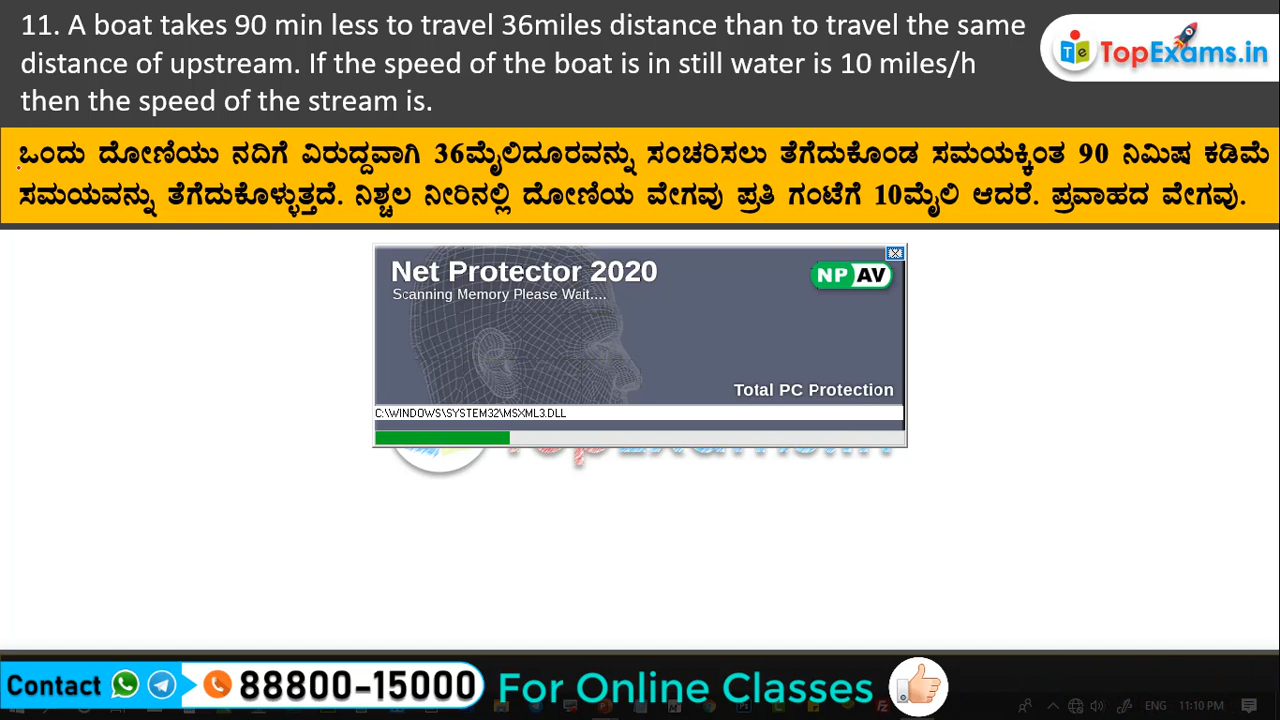 11. A boat takes 90 min less to travel 36miles distance than to travel the same
distance of upstream. If the speed of the boat is in still water is 10 miles/h
then the speed of the stream is.
Te TopExams.in
ಒಂದು ದೋಣಿಯು ನದಿಗೆ ವಿರುದ್ದವಾಗಿ 36ಮೈಲಿದೂರವನ್ನು ಸಂಚರಿಸಲು ತೆಗೆದುಕೊಂಡ ಸಮಯಕ್ಕಿಂತ 90 ನಿಮಿಷ ಕಡಿಮೆ
ಸಮಯವನ್ನು ತೆಗೆದುಕೊಳ್ಳುತ್ತದೆ. ನಿಶ್ಚಲ ನೀರಿನಲ್ಲಿ ದೋಣಿಯ ವೇಗವು ಪ್ರತಿ ಗಂಟೆಗೆ 10ಮೈಲಿ ಆದರೆ. ಪ್ರವಾಹದ ವೇಗವು.
Net Protector 2020
NPAV
Scanning Memory Please Wait....
Total PC Protection
C:\WINDOWS\SYSTEM32\MSXML3.DLL
Contact 88800-15000 For Online Classes
ENG 11:10 PM